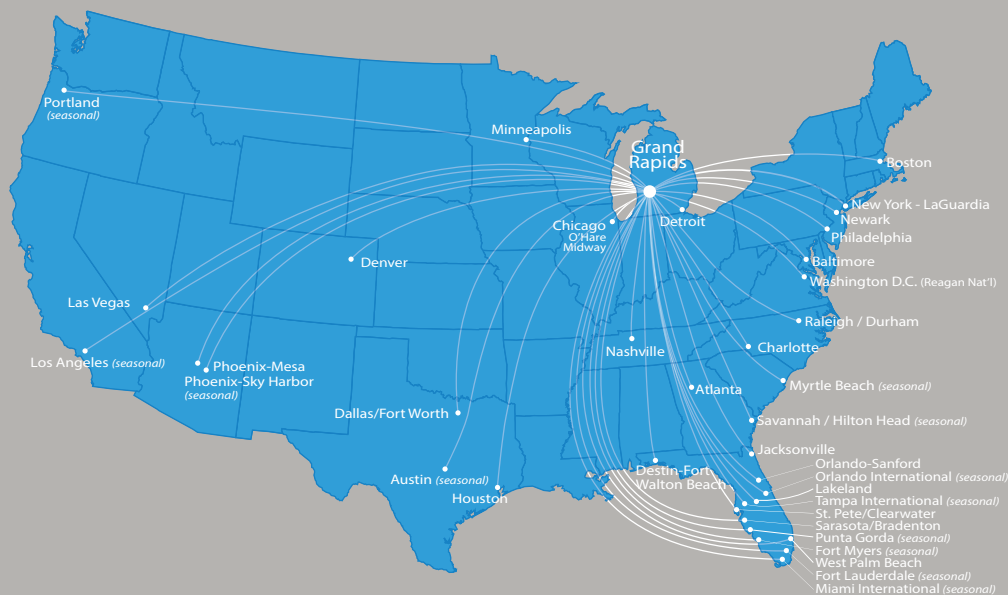 Portland
(seasonal)
Minneapolis
Grand
Rapids
Boston
New York - LaGuardia
Newark
Philadelphia
Chicago
O'Hare
Midway
Detroit
Baltimore
Washington D.C. (Reagan Nat'l)
Denver
Las Vegas
Raleigh / Durham
Nashville
Charlotte
Los Angeles (seasonal)
Phoenix-Mesa
Phoenix-Sky Harbor
(seasonal)
Atlanta
Myrtle Beach (seasonal)
Dallas/Fort Worth
Savannah / Hilton Head (seasonal)
Jacksonville
Austin (seasonal)
Houston
Destin-Fort
Walton Beach
Orlando-Sanford
Orlando International (seasonal)
Lakeland
Tampa International (seasonal)
St. Pete/Clearwater
Sarasota/Bradenton
Punta Gorda (seasonal)
Fort Myers (seasonal)
West Palm Beach
Fort Lauderdale (seasonal)
Miami International (seasonal)